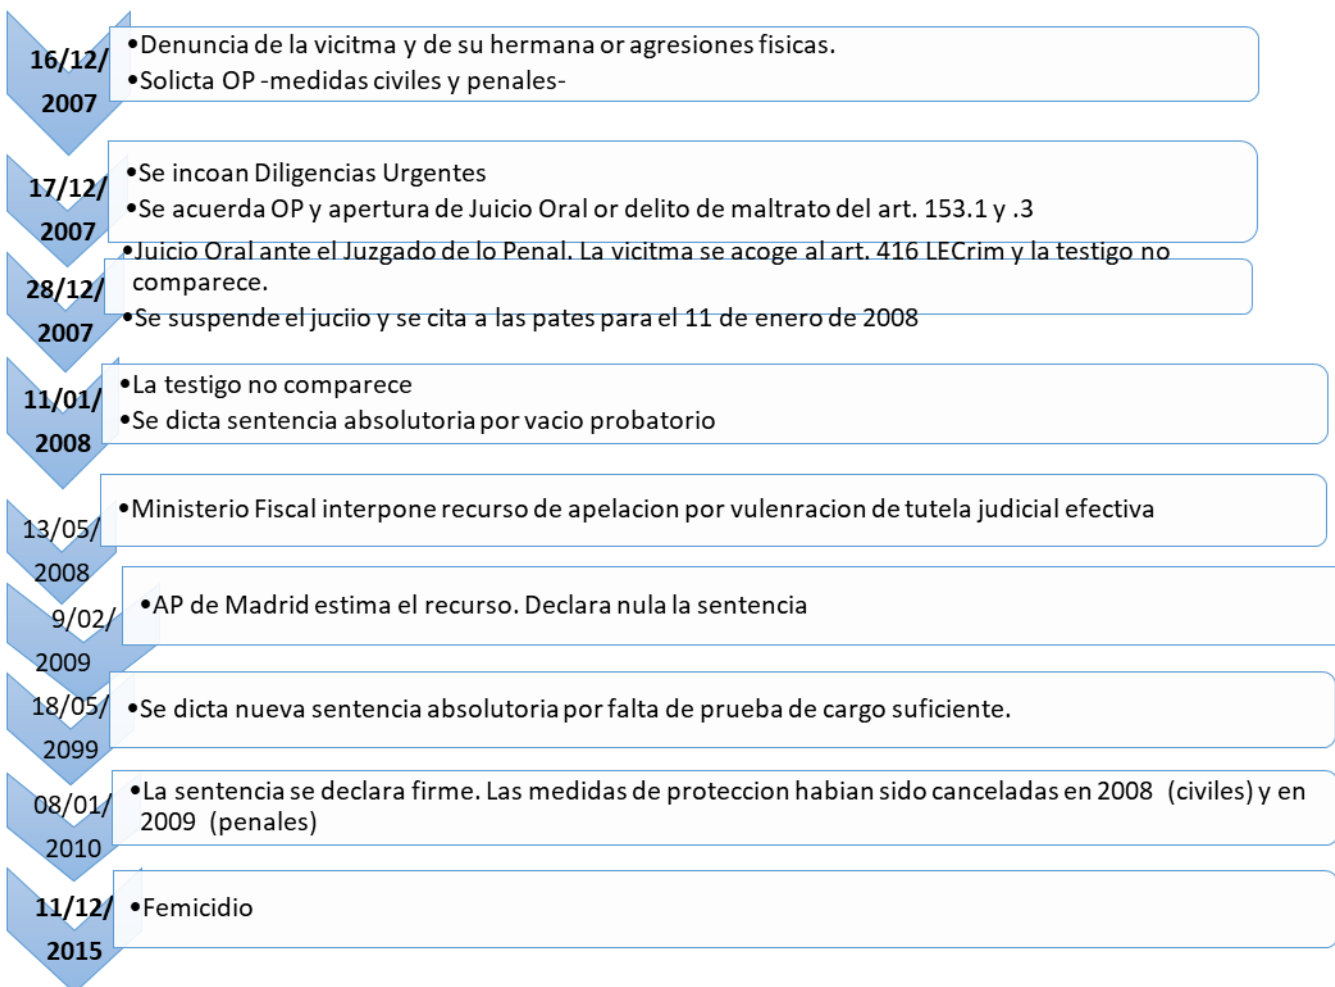 16/12/
2007
•Denuncia de la vicitma y de su hermana or agresiones fisicas.
•Solicta OP -medidas civiles y penales-
17/12/
2007
•Se incoan Diligencias Urgentes
•Se acuerda OP y apertura de Juicio Oral or delito de maltrato del art. 153.1 y .3
28/12/
2007
•Juicio Oral ante el Juzgado de lo Penal. La vicitma se acoge al art. 416 LECrim y la testigo no
comparece.
•Se suspende el juciio y se cita a las pates para el 11 de enero de 2008
11/01/
2008
•La testigo no comparece
•Se dicta sentencia absolutoria por vacio probatorio
13/05/
2008
•Ministerio Fiscal interpone recurso de apelacion por vulenracion de tutela judicial efectiva
9/02/
2009
•AP de Madrid estima el recurso. Declara nula la sentencia
18/05/
2099
•Se dicta nueva sentencia absolutoria por falta de prueba de cargo suficiente.
08/01/
2010
•La sentencia se declara firme. Las medidas de proteccion habian sido canceladas en 2008 (civiles) y en
2009 (penales)
11/12/
2015
•Femicidio